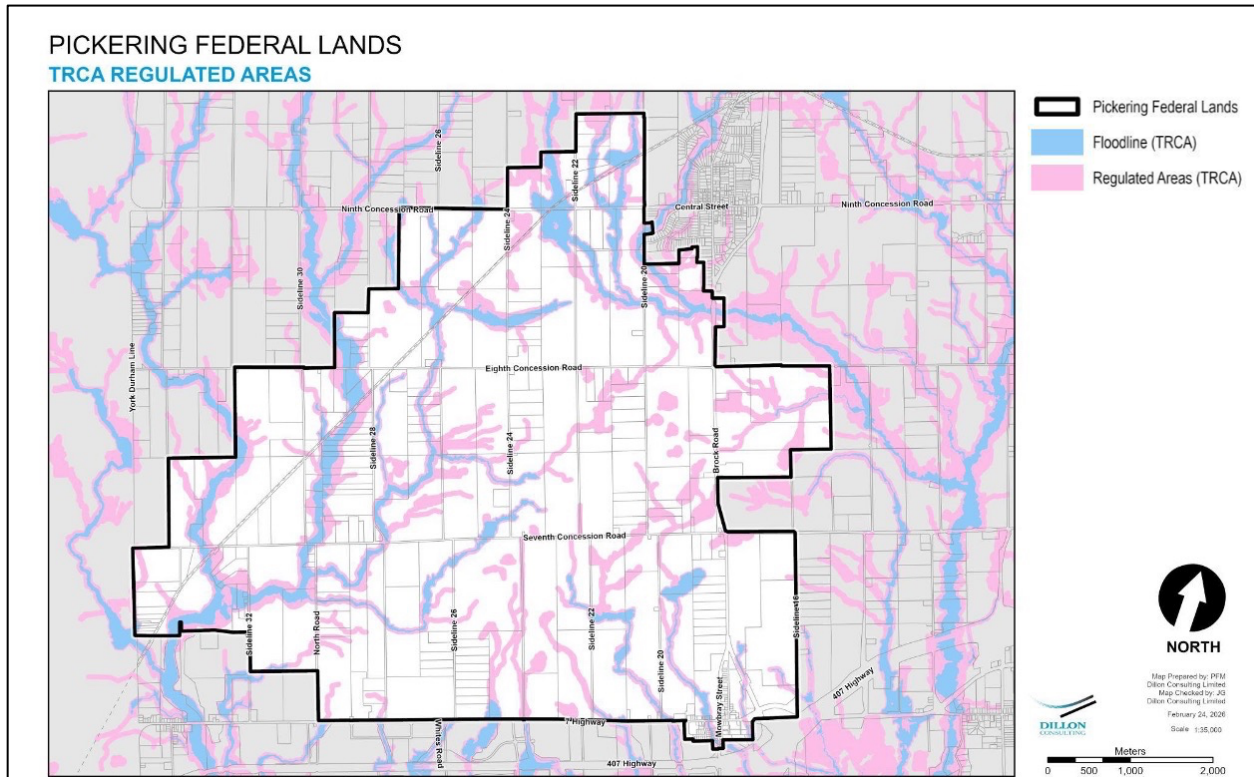 PICKERING FEDERAL LANDS
TRCA REGULATED AREAS
Pickering Federal Lands
Floodline (TRCA)
Regulated Areas (TRCA)
Sideline 26
Sideline 22
Ninth Concession Road
Sideline 24
Central Street
Ninth Concession Road
Sideline 30
Sideline 20
York Durham Line
Eighth Concession Road
Sideline 28
Sideline 24
Brock Road
Seventh Concession Road
Sideline 32
North Road
Sideline 26
Sideline 22
Sideline 20
Sideline 16
Mowbray Street
407 Highway
7 Highway
Whites Road
407 Highway
NORTH
Map Prepared by: PFM
Dillon Consulting Limited
Map Checked by: JG
Dillon Consulting Limited
February 24, 2026
Scale 1:35,000
DILLON
CONSULTING
Meters
0 500 1,000 2,000